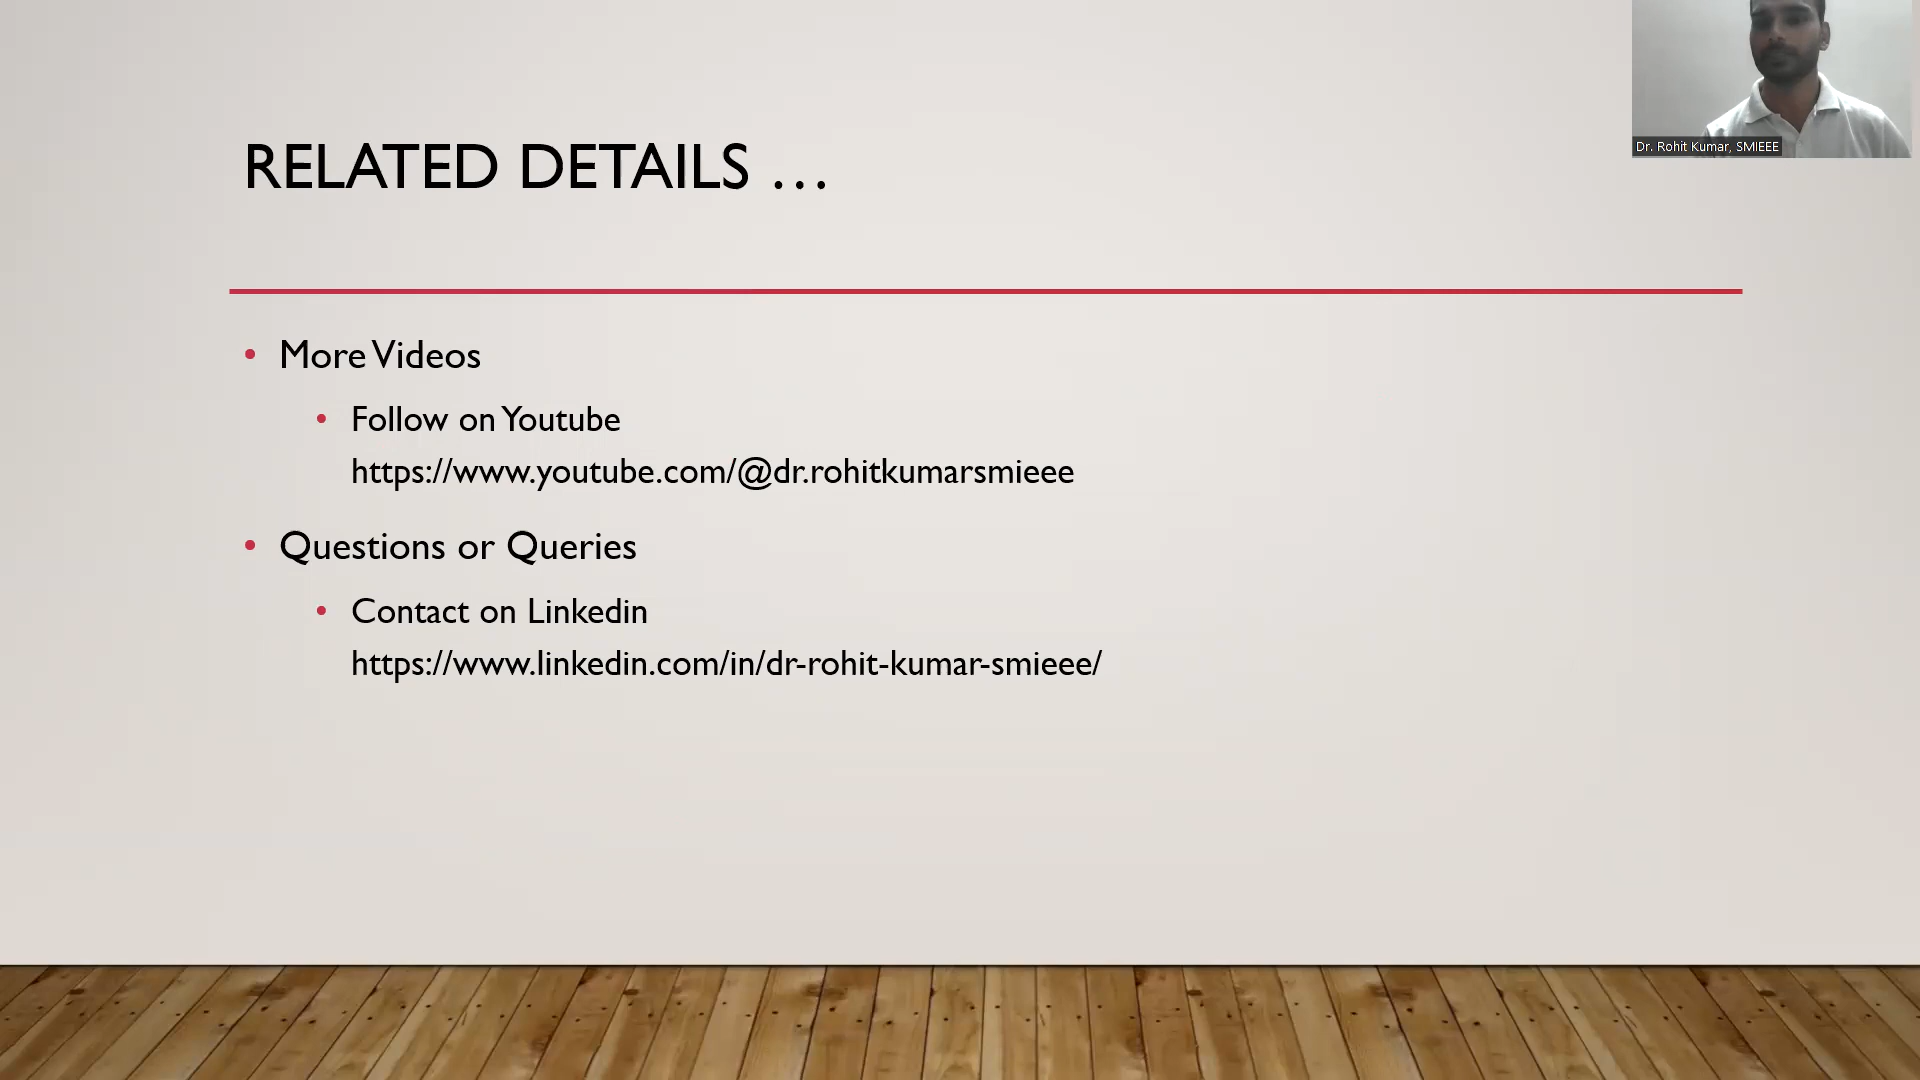 Dr. Rohit Kumar, SMIEEE
RELATED DETAILS …
• More Videos
• Follow on Youtube
https://www.youtube.com/@dr.rohitkumarsmieee
• Questions or Queries
• Contact on Linkedin
https://www.linkedin.com/in/dr-rohit-kumar-smieee/